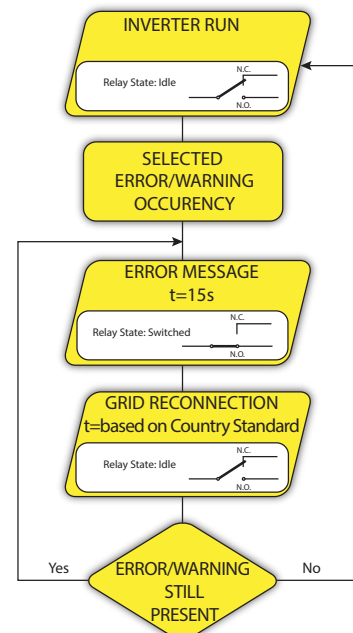 INVERTER RUN
N.C.
Relay State: Idle
N.O.
SELECTED
ERROR/WARNING
OCCURENCY
ERROR MESSAGE
t=15s
N.C.
Relay State: Switched
N.O.
GRID RECONNECTION
t=based on Country Standard
N.C.
Relay State: Idle
N.O.
Yes
ERROR/WARNING
STILL
PRESENT
No